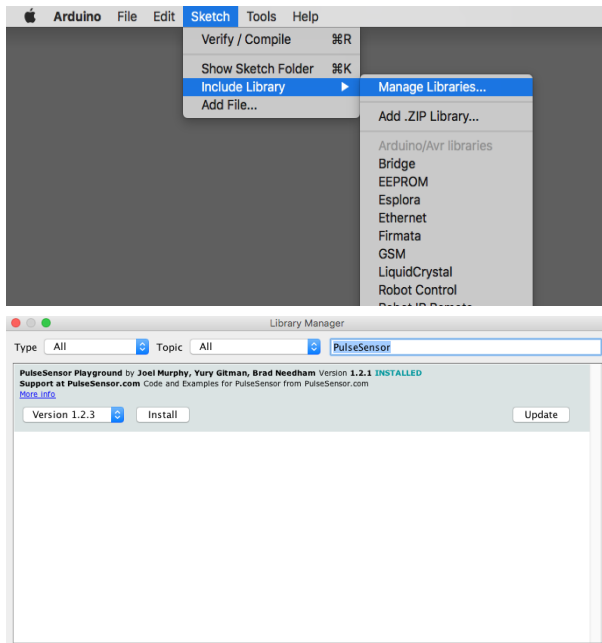 Arduino File Edit Sketch Tools Help
Verify / Compile ⌘R
Show Sketch Folder ⌘K
Include Library ▶
Add File...
Manage Libraries...
Add .ZIP Library...
Arduino/Avr libraries
Bridge
EEPROM
Esplora
Ethernet
Firmata
GSM
LiquidCrystal
Robot Control
Library Manager
Type All Topic All PulseSensor
PulseSensor Playground by Joel Murphy, Yury Gitman, Brad Needham Version 1.2.1 INSTALLED
Support at PulseSensor.com Code and Examples for PulseSensor from PulseSensor.com
More info
Version 1.2.3 Install Update